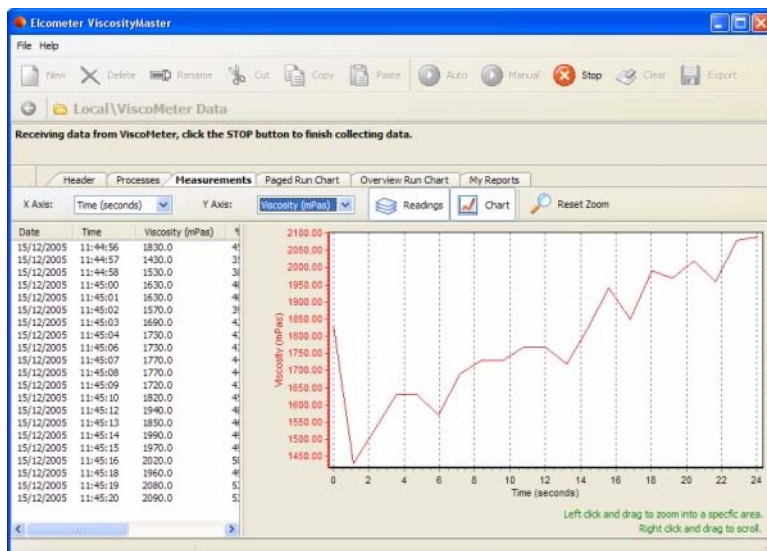 Elcometer ViscosityMaster
File Help
New Delete Rename Cut Copy Paste Auto Manual Stop Clear Export
Local\ViscoMeter Data
Receiving data from ViscoMeter, click the STOP button to finish collecting data.
Header Processes Measurements Paged Run Chart Overview Run Chart My Reports
X Axis: Time (seconds) Y Axis: Viscosity (mPas) Readings Chart Reset Zoom
Date Time Viscosity (mPas)
15/12/2005 11:44:56 1830.0
15/12/2005 11:44:57 1430.0
15/12/2005 11:44:58 1530.0
15/12/2005 11:45:00 1630.0
15/12/2005 11:45:01 1630.0
15/12/2005 11:45:02 1570.0
15/12/2005 11:45:03 1690.0
15/12/2005 11:45:04 1730.0
15/12/2005 11:45:06 1730.0
15/12/2005 11:45:07 1770.0
15/12/2005 11:45:08 1770.0
15/12/2005 11:45:09 1720.0
15/12/2005 11:45:10 1820.0
15/12/2005 11:45:12 1940.0
15/12/2005 11:45:13 1850.0
15/12/2005 11:45:14 1990.0
15/12/2005 11:45:15 1970.0
15/12/2005 11:45:16 2020.0
15/12/2005 11:45:18 1960.0
15/12/2005 11:45:19 2080.0
15/12/2005 11:45:20 2090.0
2100.00
2050.00
2000.00
1950.00
1900.00
1850.00
1800.00
1750.00
1700.00
1650.00
1600.00
1550.00
1500.00
1450.00
Viscosity (mPas)
0 2 4 6 8 10 12 14 16 18 20 22 24
Time (seconds)
Left click and drag to zoom into a specfic area.
Right click and drag to scroll.